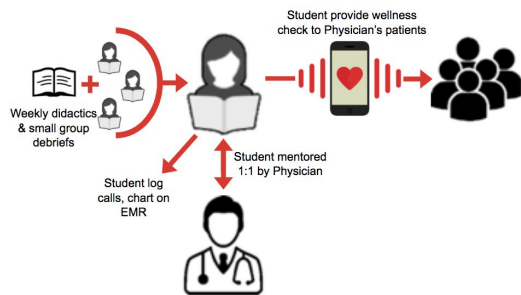 Student provide wellness
check to Physician's patients
Weekly didactics
& small group
debriefs
Student mentored
1:1 by Physician
Student log
calls, chart on
EMR